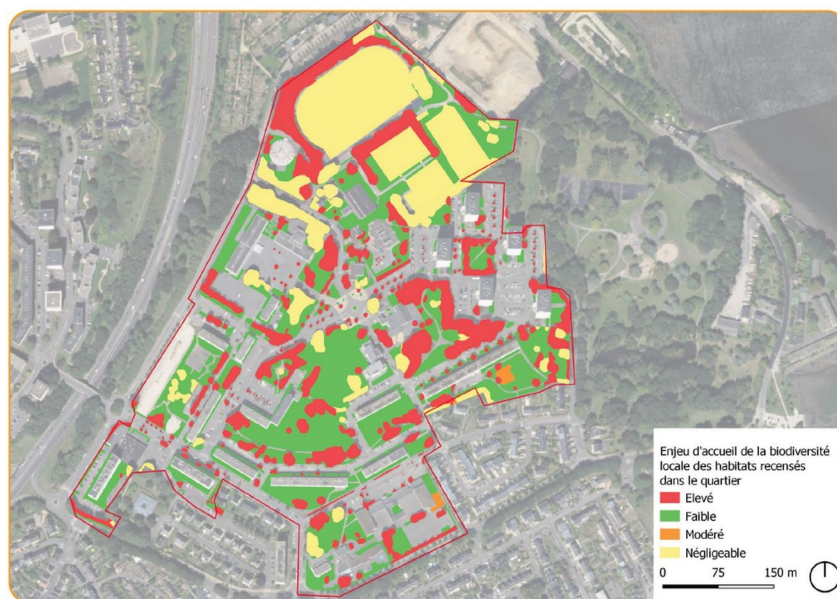 Enjeu d'accueil de la biodiversité
locale des habitats recensés
dans le quartier
Elevé
Faible
Modéré
Négligeable
0 75 150 m